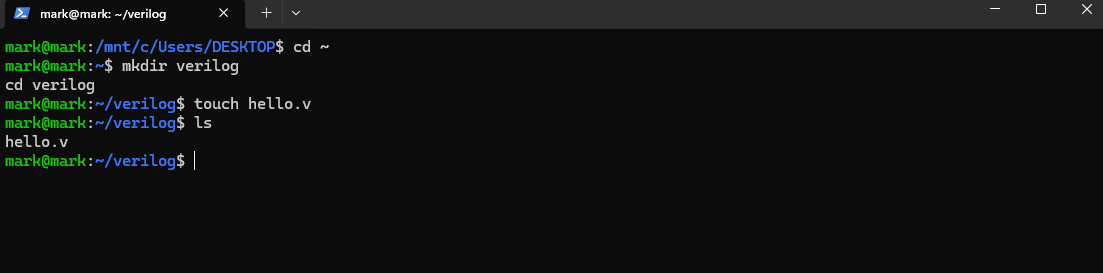 mark@mark: ~/verilog
mark@mark:/mnt/c/Users/DESKTOP$ cd ~
mark@mark:~$ mkdir verilog
cd verilog
mark@mark:~/verilog$ touch hello.v
mark@mark:~/verilog$ ls
hello.v
mark@mark:~/verilog$